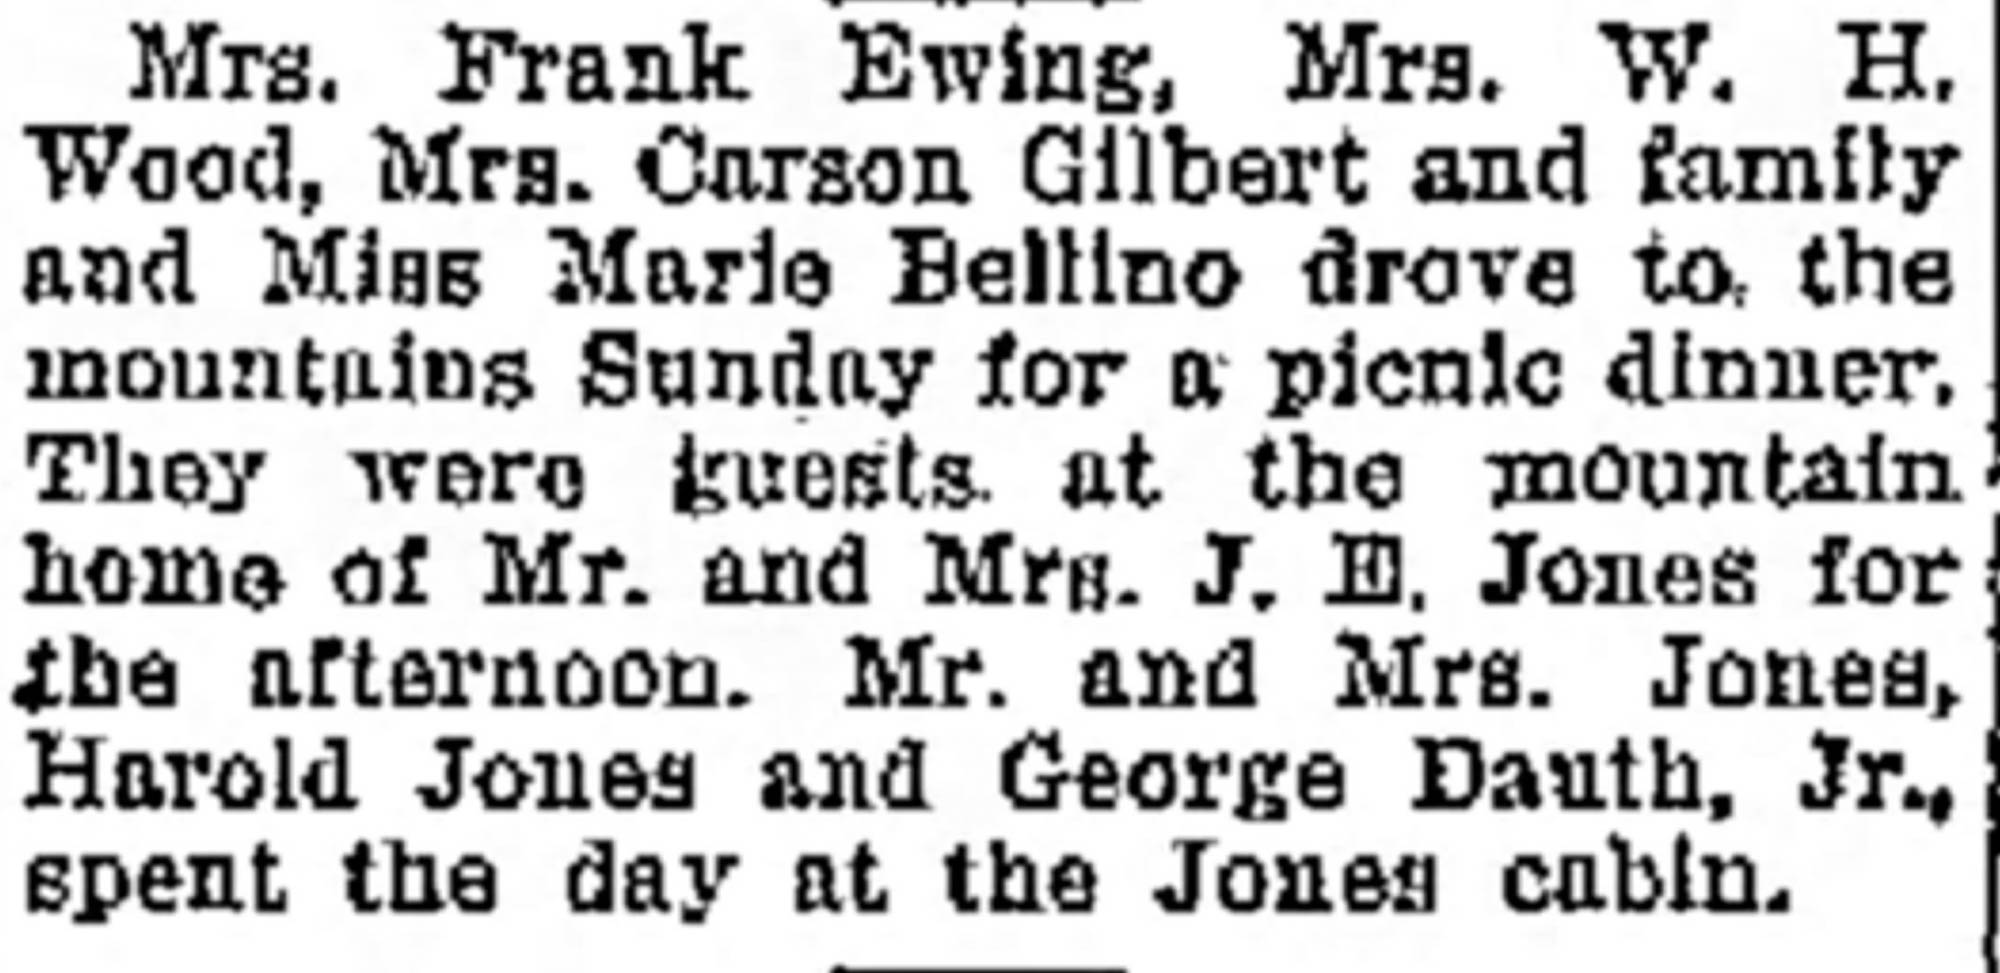 Mrs. Frank Ewing, Mrs. W. H.
Wood, Mrs. Carson Gilbert and family
and Miss Marie Bellino drove to the
mountains Sunday for a picnic dinner.
They were guests at the mountain
home of Mr. and Mrs. J. E. Jones for
the afternoon. Mr. and Mrs. Jones,
Harold Jones and George Dauth, Jr.,
spent the day at the Jones cabin.